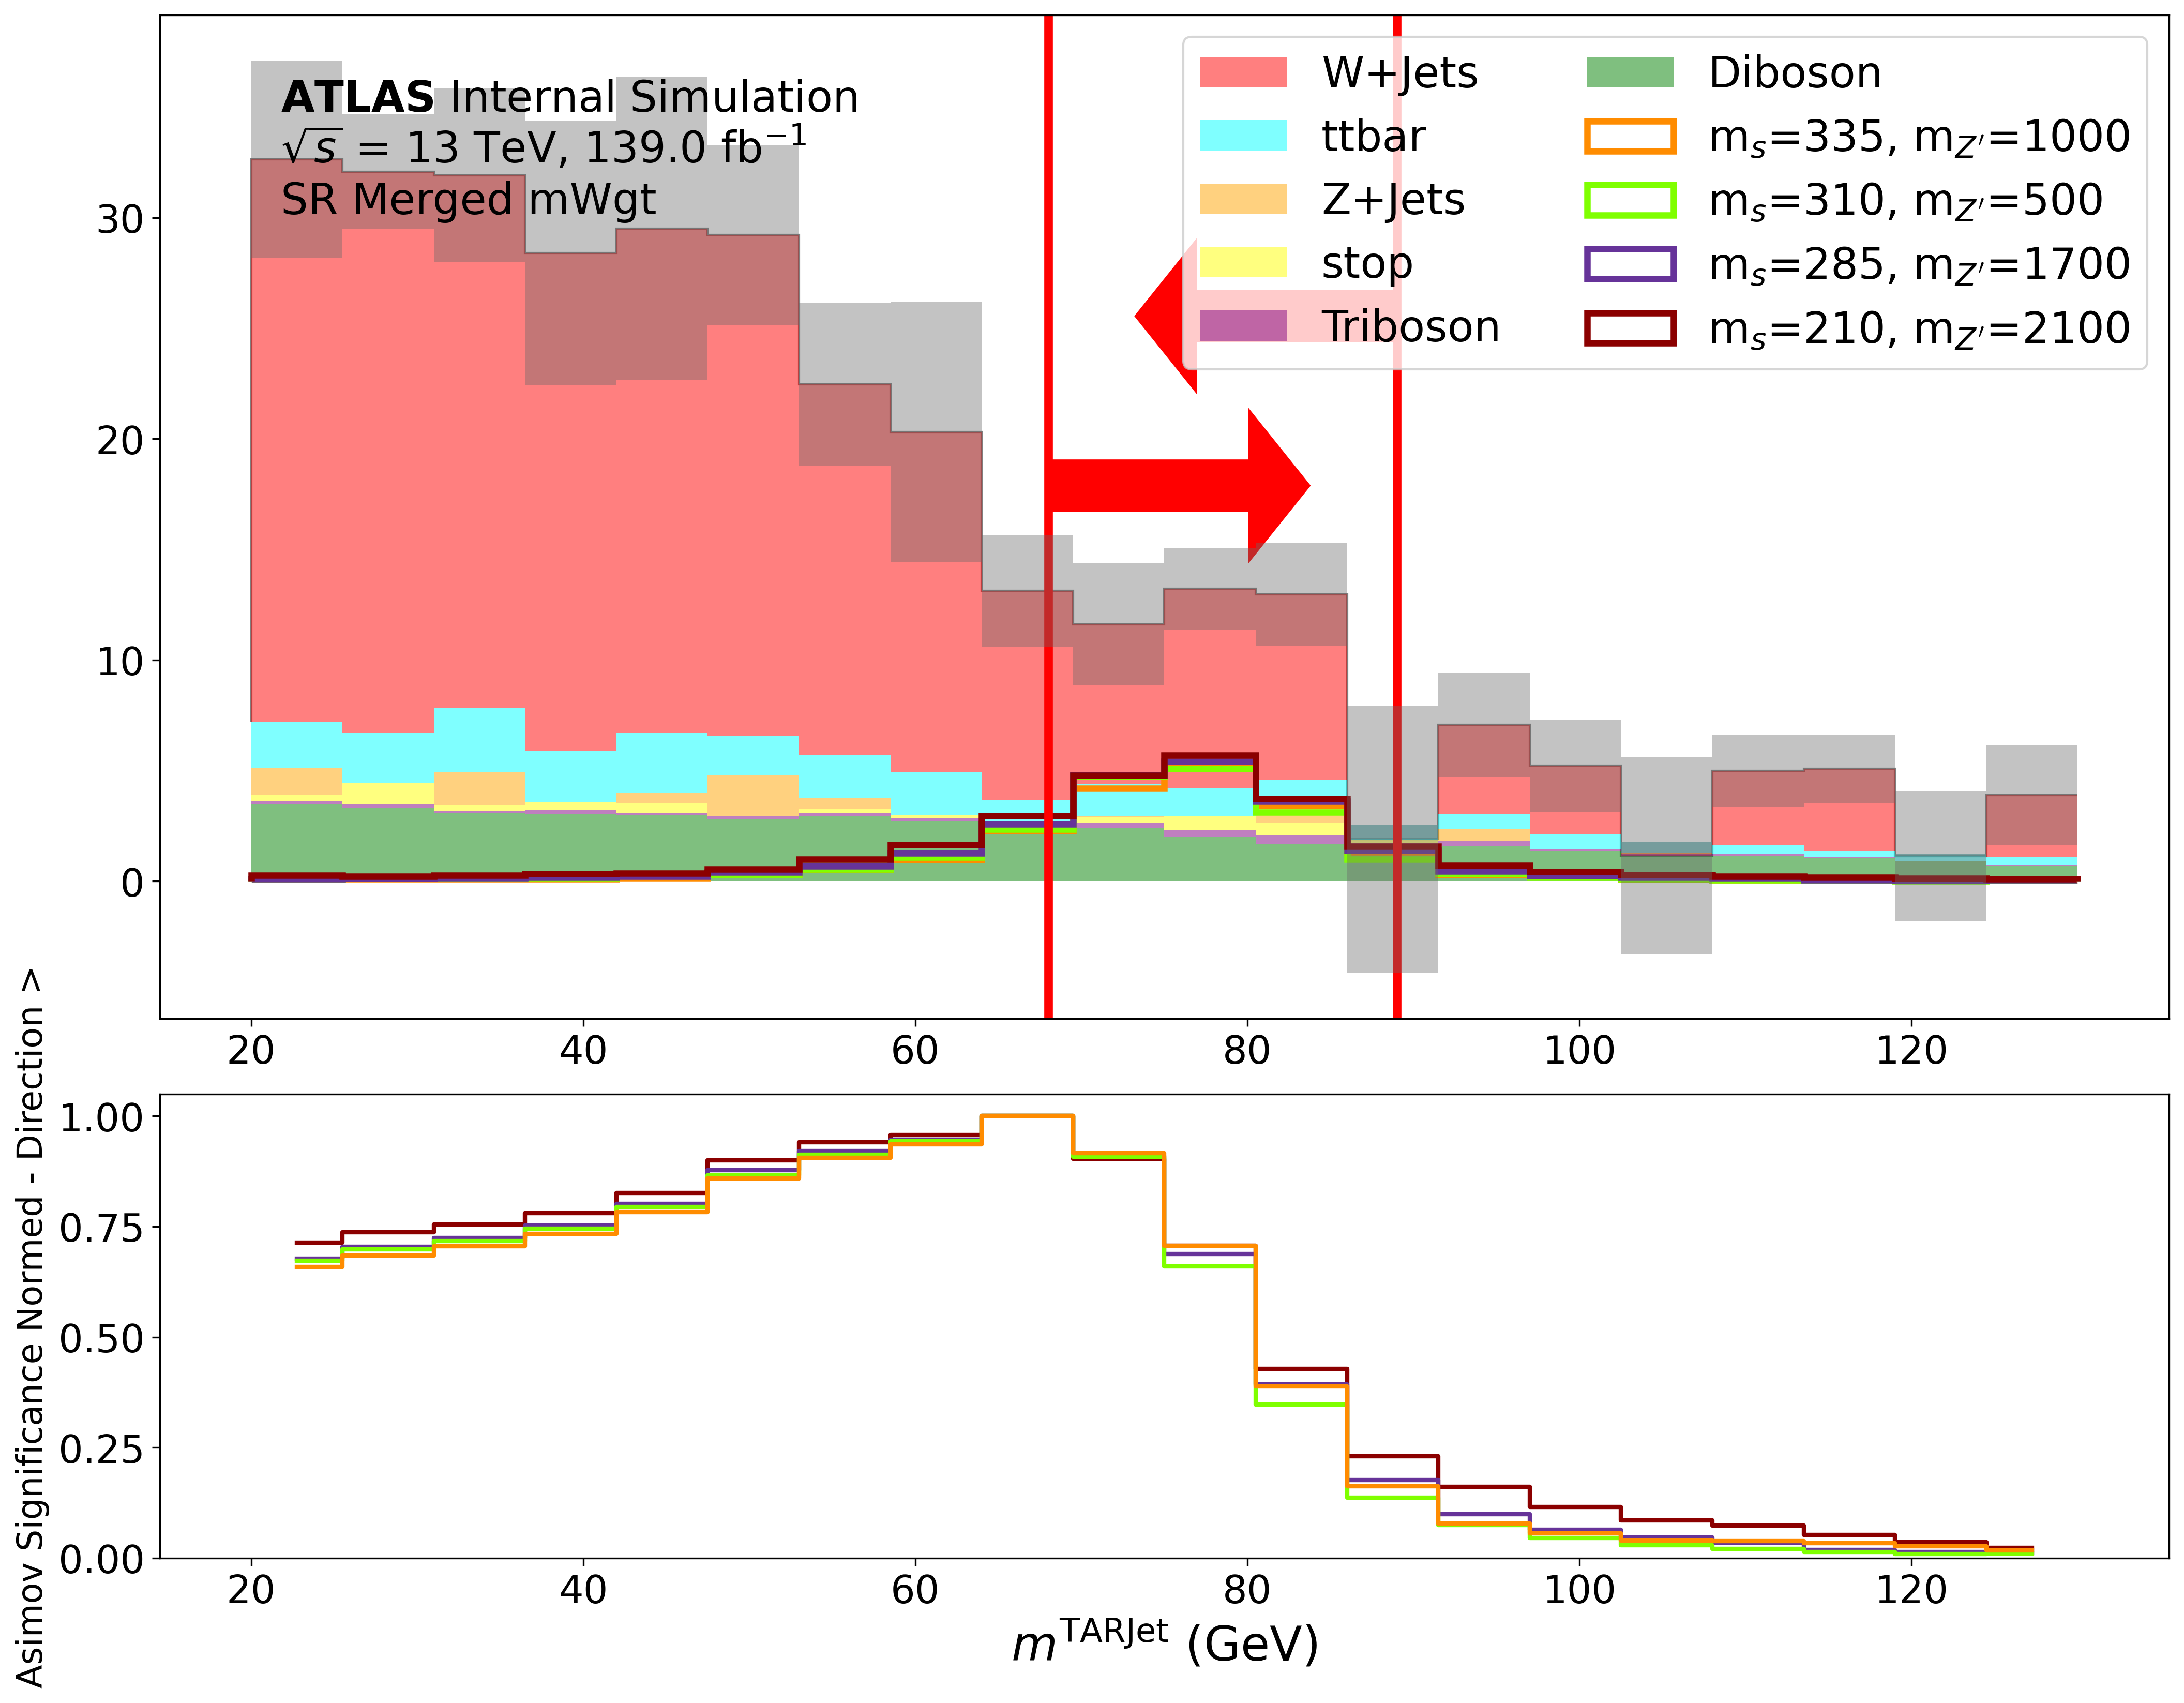 ATLAS Internal Simulation
√s = 13 TeV, 139.0 fb⁻¹
SR Merged mWgt
W+Jets
ttbar
Z+Jets
stop
Triboson
Diboson
mₛ=335, m_Z′=1000
mₛ=310, m_Z′=500
mₛ=285, m_Z′=1700
mₛ=210, m_Z′=2100
30
20
10
0
20 40 60 80 100 120
Asimov Significance Normed - Direction >
1.00
0.75
0.50
0.25
0.00
20 40 60 80 100 120
m^TARJet (GeV)